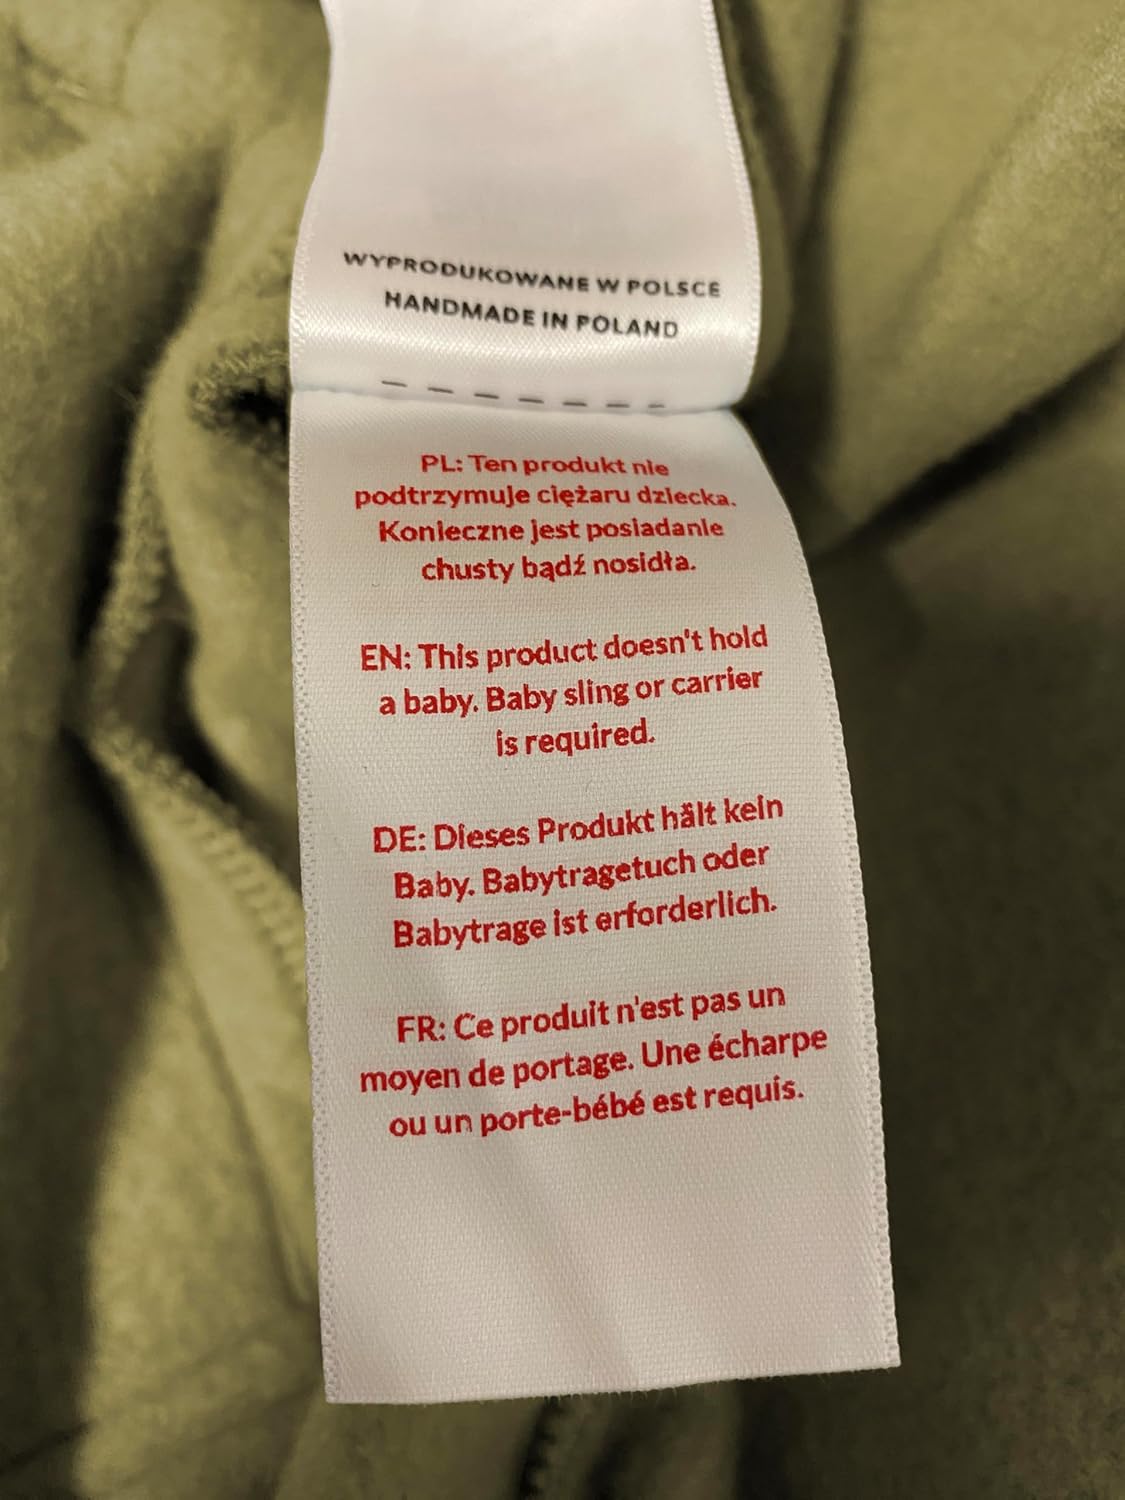 WYPRODUKOWANE W POLSCE
HANDMADE IN POLAND
PL: Ten produkt nie
podtrzymuje ciężaru dziecka.
Konieczne jest posiadanie
chusty bądź nosidła.
EN: This product doesn't hold
a baby. Baby sling or carrier
is required.
DE: Dieses Produkt hält kein
Baby. Babytragetuch oder
Babytrage ist erforderlich.
FR: Ce produit n'est pas un
moyen de portage. Une écharpe
ou un porte-bébé est requis.